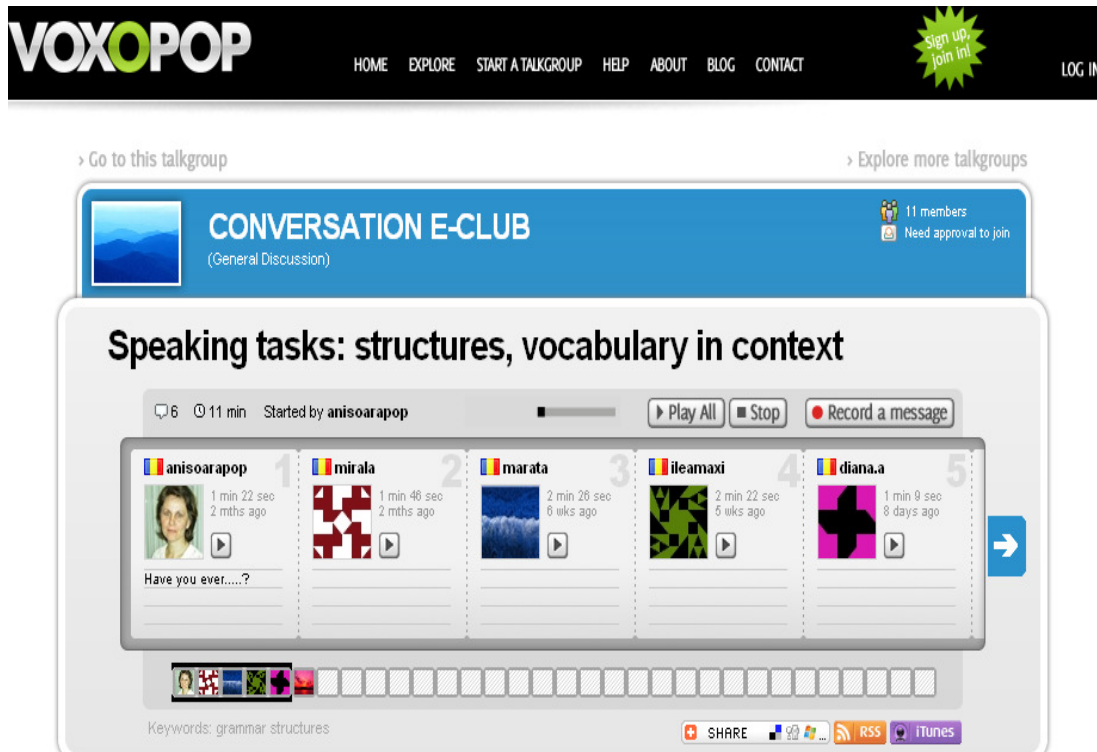 VOXOPOP
HOME EXPLORE START A TALKGROUP HELP ABOUT BLOG CONTACT
Sign up,
join in!
LOG IN
› Go to this talkgroup
› Explore more talkgroups
CONVERSATION E-CLUB
(General Discussion)
11 members
Need approval to join
Speaking tasks: structures, vocabulary in context
6 11 min Started by anisoarapop
Play All Stop Record a message
anisoarapop 1
1 min 22 sec
2 mths ago
Have you ever.....?
mirala 2
1 min 46 sec
2 mths ago
marata 3
2 min 26 sec
6 wks ago
ileamaxi 4
2 min 22 sec
5 wks ago
diana.a 5
1 min 9 sec
8 days ago
Keywords: grammar structures
SHARE ... RSS iTunes